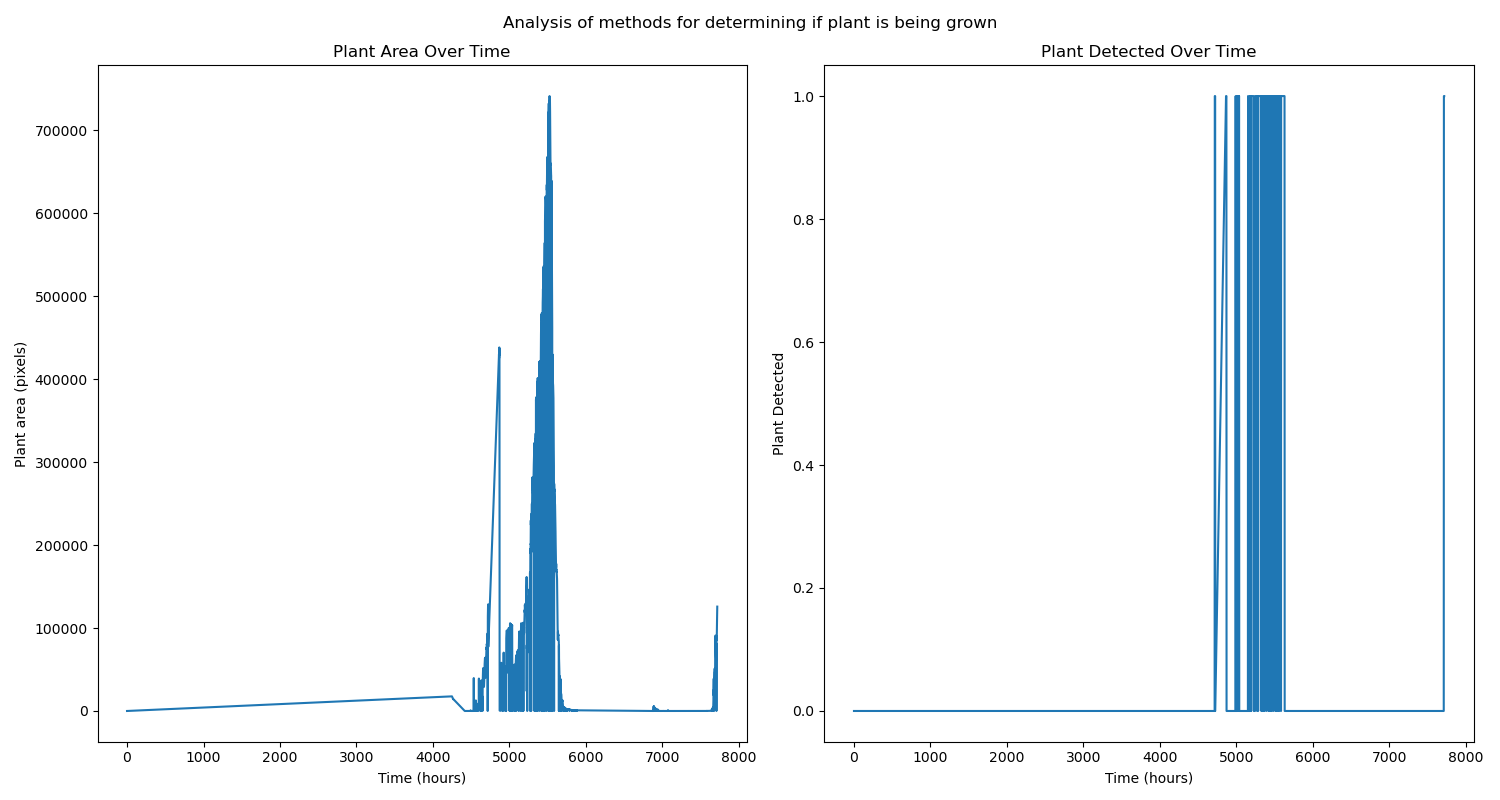 Analysis of methods for determining if plant is being grown
Plant Area Over Time
Plant area (pixels)
700000
600000
500000
400000
300000
200000
100000
0
0 1000 2000 3000 4000 5000 6000 7000 8000
Time (hours)
Plant Detected Over Time
Plant Detected
1.0
0.8
0.6
0.4
0.2
0.0
0 1000 2000 3000 4000 5000 6000 7000 8000
Time (hours)